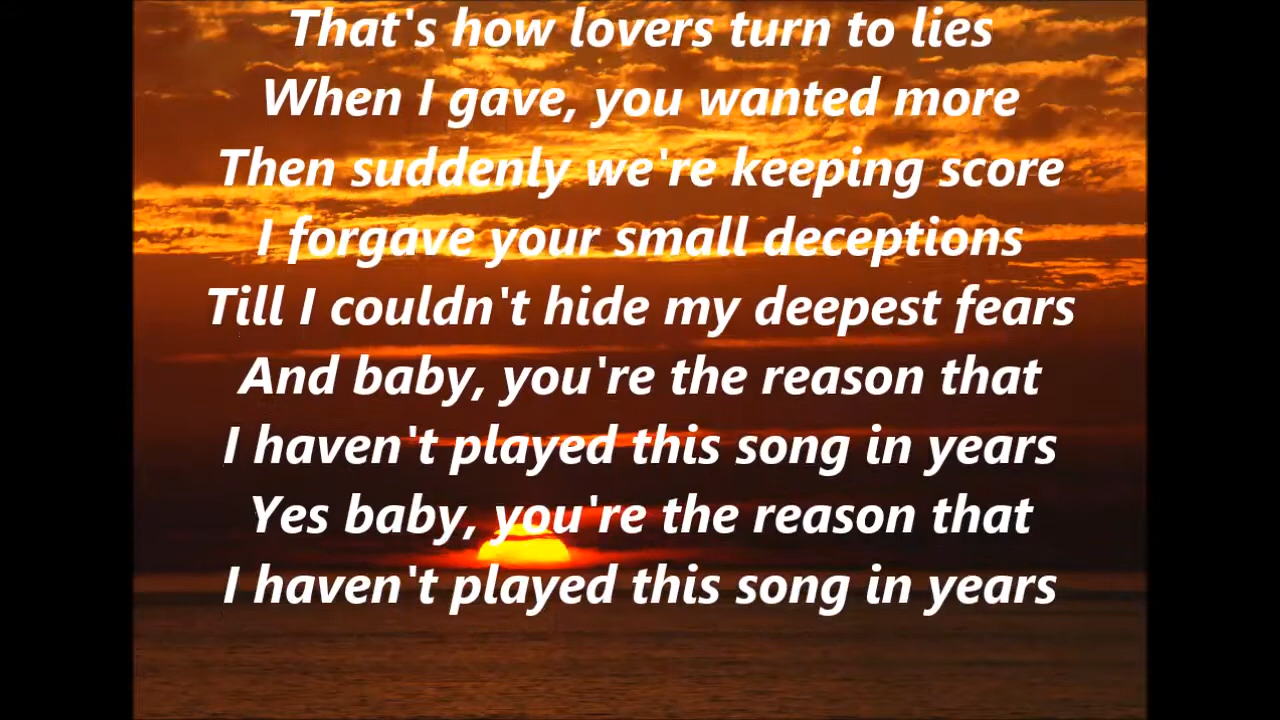 That's how lovers turn to lies
When I gave, you wanted more
Then suddenly we're keeping score
I forgave your small deceptions
Till I couldn't hide my deepest fears
And baby, you're the reason that
I haven't played this song in years
Yes baby, you're the reason that
I haven't played this song in years